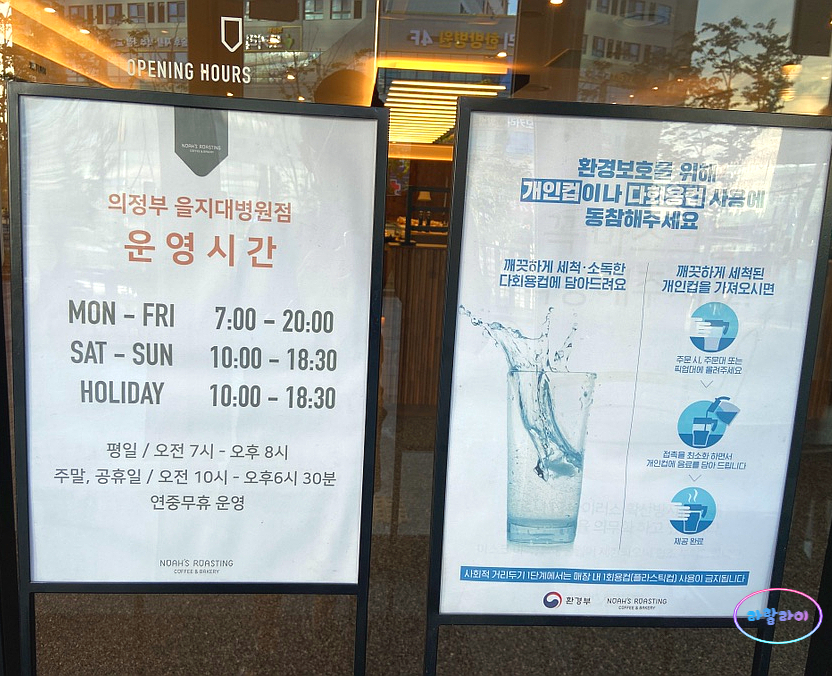 OPENING HOURS
한방병원 4F
NOAH'S ROASTING
COFFEE & BAKERY
의정부 을지대병원점
운영시간
MON – FRI 7:00 – 20:00
SAT – SUN 10:00 – 18:30
HOLIDAY 10:00 – 18:30
평일 / 오전 7시 - 오후 8시
주말, 공휴일 / 오전 10시 - 오후6시 30분
연중무휴 운영
NOAH'S ROASTING
COFFEE & BAKERY
환경보호를 위해
개인컵이나 다회용컵 사용에
동참해주세요
깨끗하게 세척·소독한
다회용컵에 담아드려요
깨끗하게 세척된
개인컵을 가져오시면
주문 시, 주문대 또는
픽업대에 올려주세요
접촉을 최소화 하면서
개인컵에 음료를 담아 드립니다
제공 완료
사회적 거리두기 1단계에서는 매장 내 1회용컵(플라스틱컵) 사용이 금지됩니다
환경부
NOAH'S ROASTING
COFFEE & BAKERY
라이